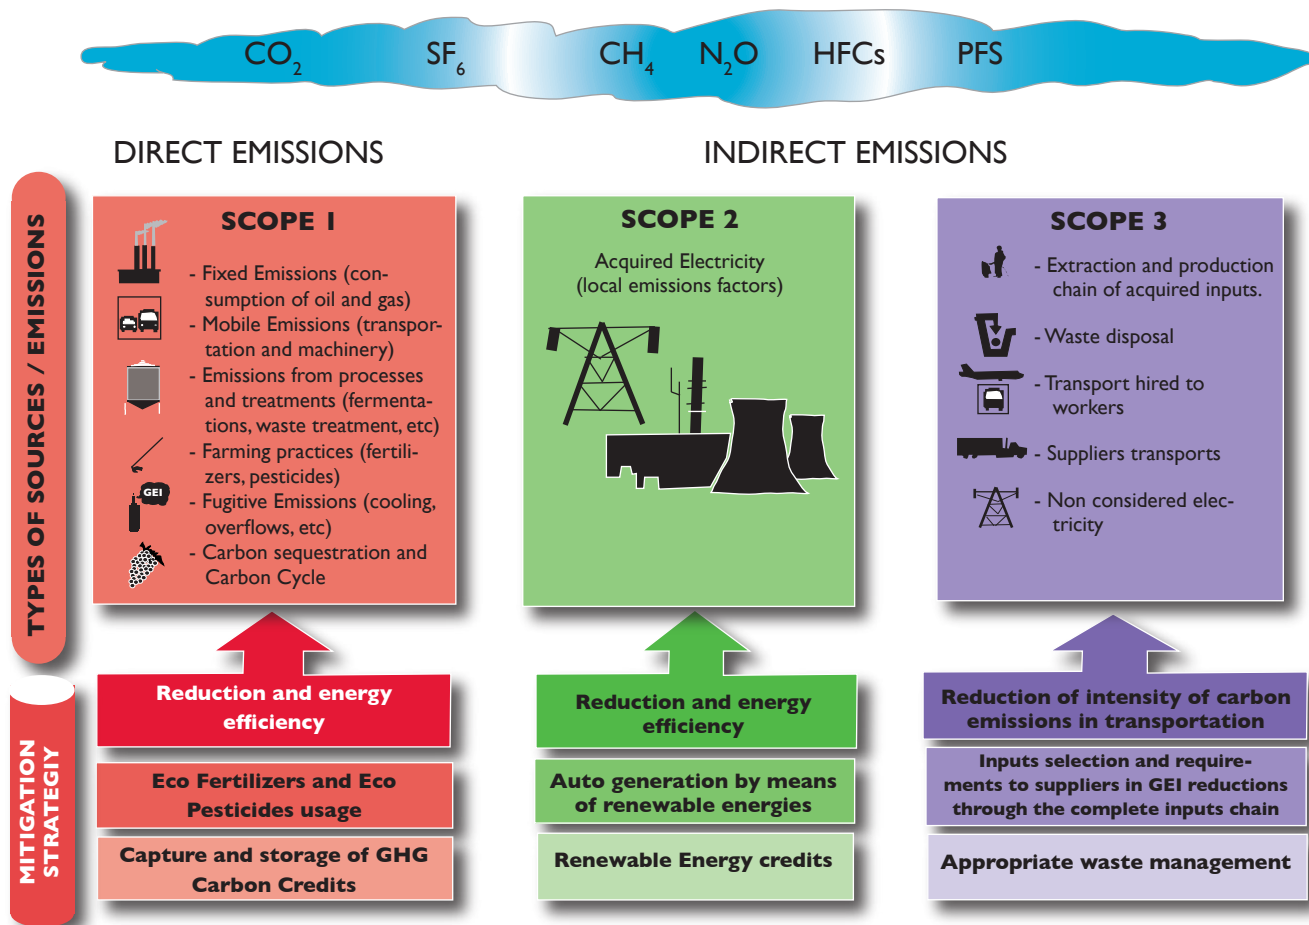 CO₂ SF₆ CH₄ N₂O HFCs PFS
DIRECT EMISSIONS
INDIRECT EMISSIONS
TYPES OF SOURCES / EMISSIONS
SCOPE 1
- Fixed Emissions (con-
sumption of oil and gas)
- Mobile Emissions (transpor-
tation and machinery)
- Emissions from processes
and treatments (fermenta-
tions, waste treatment, etc)
- Farming practices (fertili-
zers, pesticides)
GEI
- Fugitive Emissions (cooling,
overflows, etc)
- Carbon sequestration and
Carbon Cycle
SCOPE 2
Acquired Electricity
(local emissions factors)
SCOPE 3
- Extraction and production
chain of acquired inputs.
- Waste disposal
- Transport hired to
workers
- Suppliers transports
- Non considered elec-
tricity
MITIGATION
STRATEGIY
Reduction and energy
efficiency
Eco Fertilizers and Eco
Pesticides usage
Capture and storage of GHG
Carbon Credits
Reduction and energy
efficiency
Auto generation by means
of renewable energies
Renewable Energy credits
Reduction of intensity of carbon
emissions in transportation
Inputs selection and require-
ments to suppliers in GEI reductions
through the complete inputs chain
Appropriate waste management